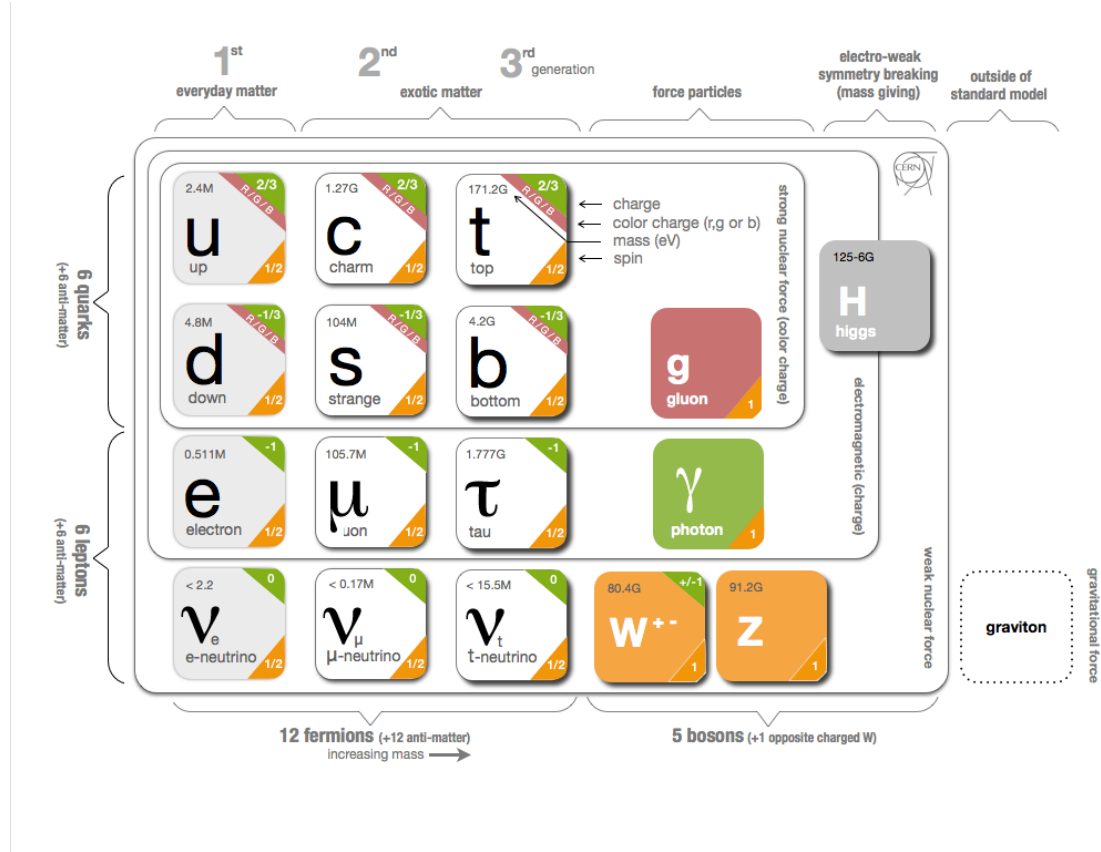 1st
2nd
3rd generation
everyday matter
exotic matter
force particles
electro-weak
symmetry breaking
(mass giving)
outside of
standard model
CERN
6 quarks
(+6 anti-matter)
2.4M
2/3
R/G/B
u
up
1/2
1.27G
2/3
R/G/B
c
charm
1/2
171.2G
2/3
R/G/B
t
top
1/2
charge
color charge (r,g or b)
mass (eV)
spin
strong nuclear force (color charge)
125-6G
H
higgs
4.8M
-1/3
R/G/B
d
down
1/2
104M
-1/3
R/G/B
s
strange
1/2
4.2G
-1/3
R/G/B
b
bottom
1/2
g
gluon
1
electromagnetic (charge)
6 leptons
(+6 anti-matter)
0.511M
-1
e
electron
1/2
105.7M
-1
μ
uon
1/2
1.777G
-1
τ
tau
1/2
γ
photon
1
weak nuclear force
< 2.2
0
νe
e-neutrino
1/2
< 0.17M
0
νμ
μ-neutrino
1/2
< 15.5M
0
νt
t-neutrino
1/2
80.4G
+/-1
W+-
1
91.2G
Z
1
graviton
gravitational force
12 fermions (+12 anti-matter)
increasing mass
5 bosons (+1 opposite charged W)